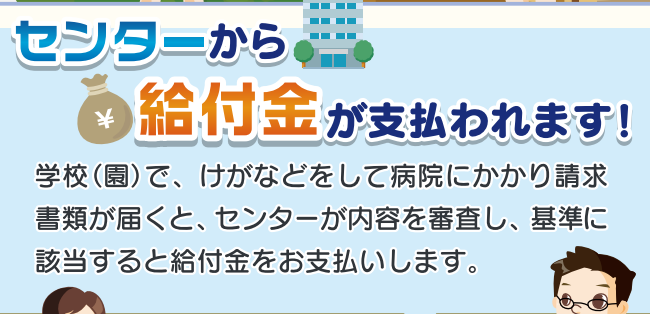 センターから
¥
給付金が支払われます!
学校(園)で、けがなどをして病院にかかり請求
書類が届くと、センターが内容を審査し、基準に
該当すると給付金をお支払いします。